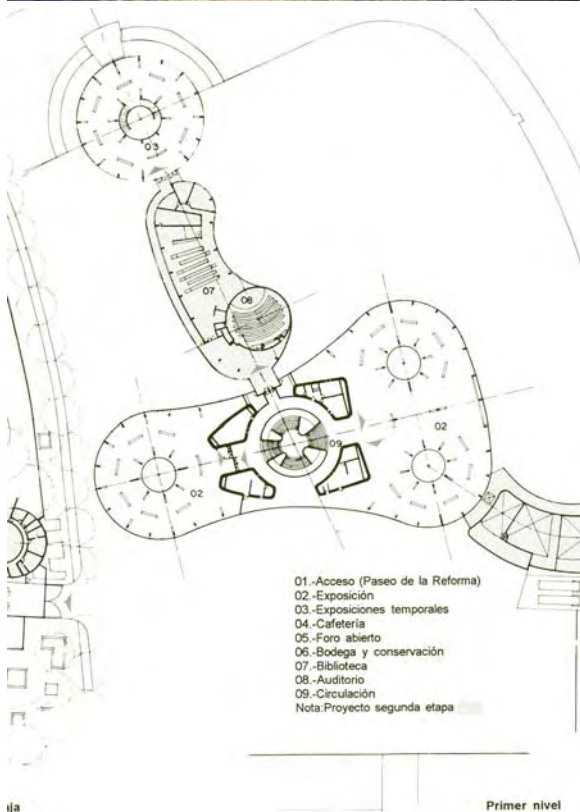 03
07
08
02
09
02
01.-Acceso (Paseo de la Reforma)
02.-Exposición
03.-Exposiciones temporales
04.-Cafetería
05.-Foro abierto
06.-Bodega y conservación
07.-Biblioteca
08.-Auditorio
09.-Circulación
Nota:Proyecto segunda etapa
aja
Primer nivel